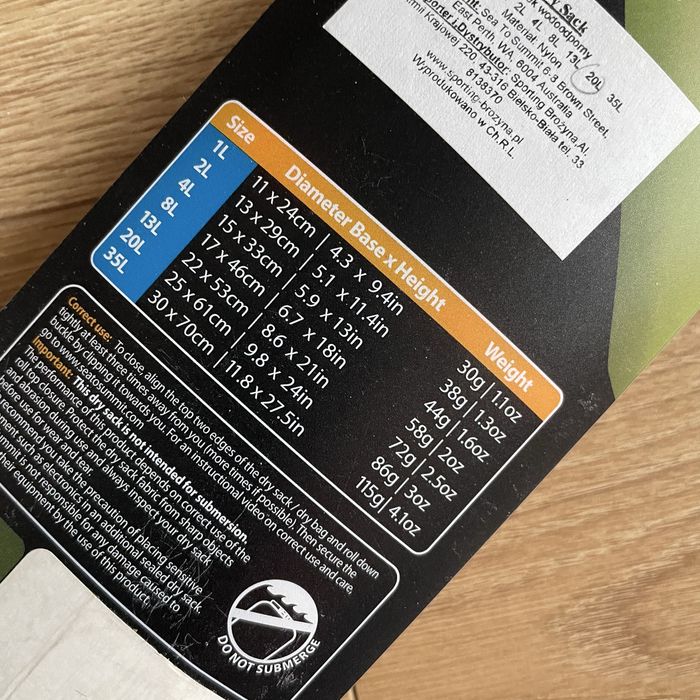 Sack
wodoodporny
2L 4L 8L 13L 20L 35L
Materiał: Nylon
Sea To Summit 6-8 Brown Street,
East Perth, WA, 6004 Australia
Dystrybutor: Sporting Brożyna,Al.
Armii Krajowej 220, 43-316 Bielsko-Biała tel. 33
8138370
www.sporting-brozyna.pl
Wyprodukowano w Ch.R.L.
Size Diameter Base x Height Weight
1L 11 x 24cm | 4.3 x 9.4in 30g | 1.1oz
2L 13 x 29cm | 5.1 x 11.4in 38g | 1.3oz
4L 15 x 33cm | 5.9 x 13in 44g | 1.6oz
8L 17 x 46cm | 6.7 x 18in 58g | 2oz
13L 22 x 53cm | 8.6 x 21in 72g | 2.5oz
20L 25 x 61cm | 9.8 x 24in 86g | 3oz
35L 30 x 70cm | 11.8 x 27.5in 115g | 4.1oz
Correct use: To close, align the top two edges of the dry sack / dry bag and roll down
tightly at least three times away from you (more times if possible). Then secure the
buckle by clipping it towards you. For an instructional video on correct use and care,
go to www.seatosummit.com
Important: This dry sack is not intended for submersion.
The performance of this product depends on correct use of the
roll top closure. Protect the dry sack fabric from sharp objects
and abrasion during use and always inspect your dry sack
before use for wear and tear.
recommend you take the precaution of placing sensitive
such as electronics in an additional sealed dry sack.
is not responsible for any damage caused to
equipment by the use of this product.
DO NOT SUBMERGE